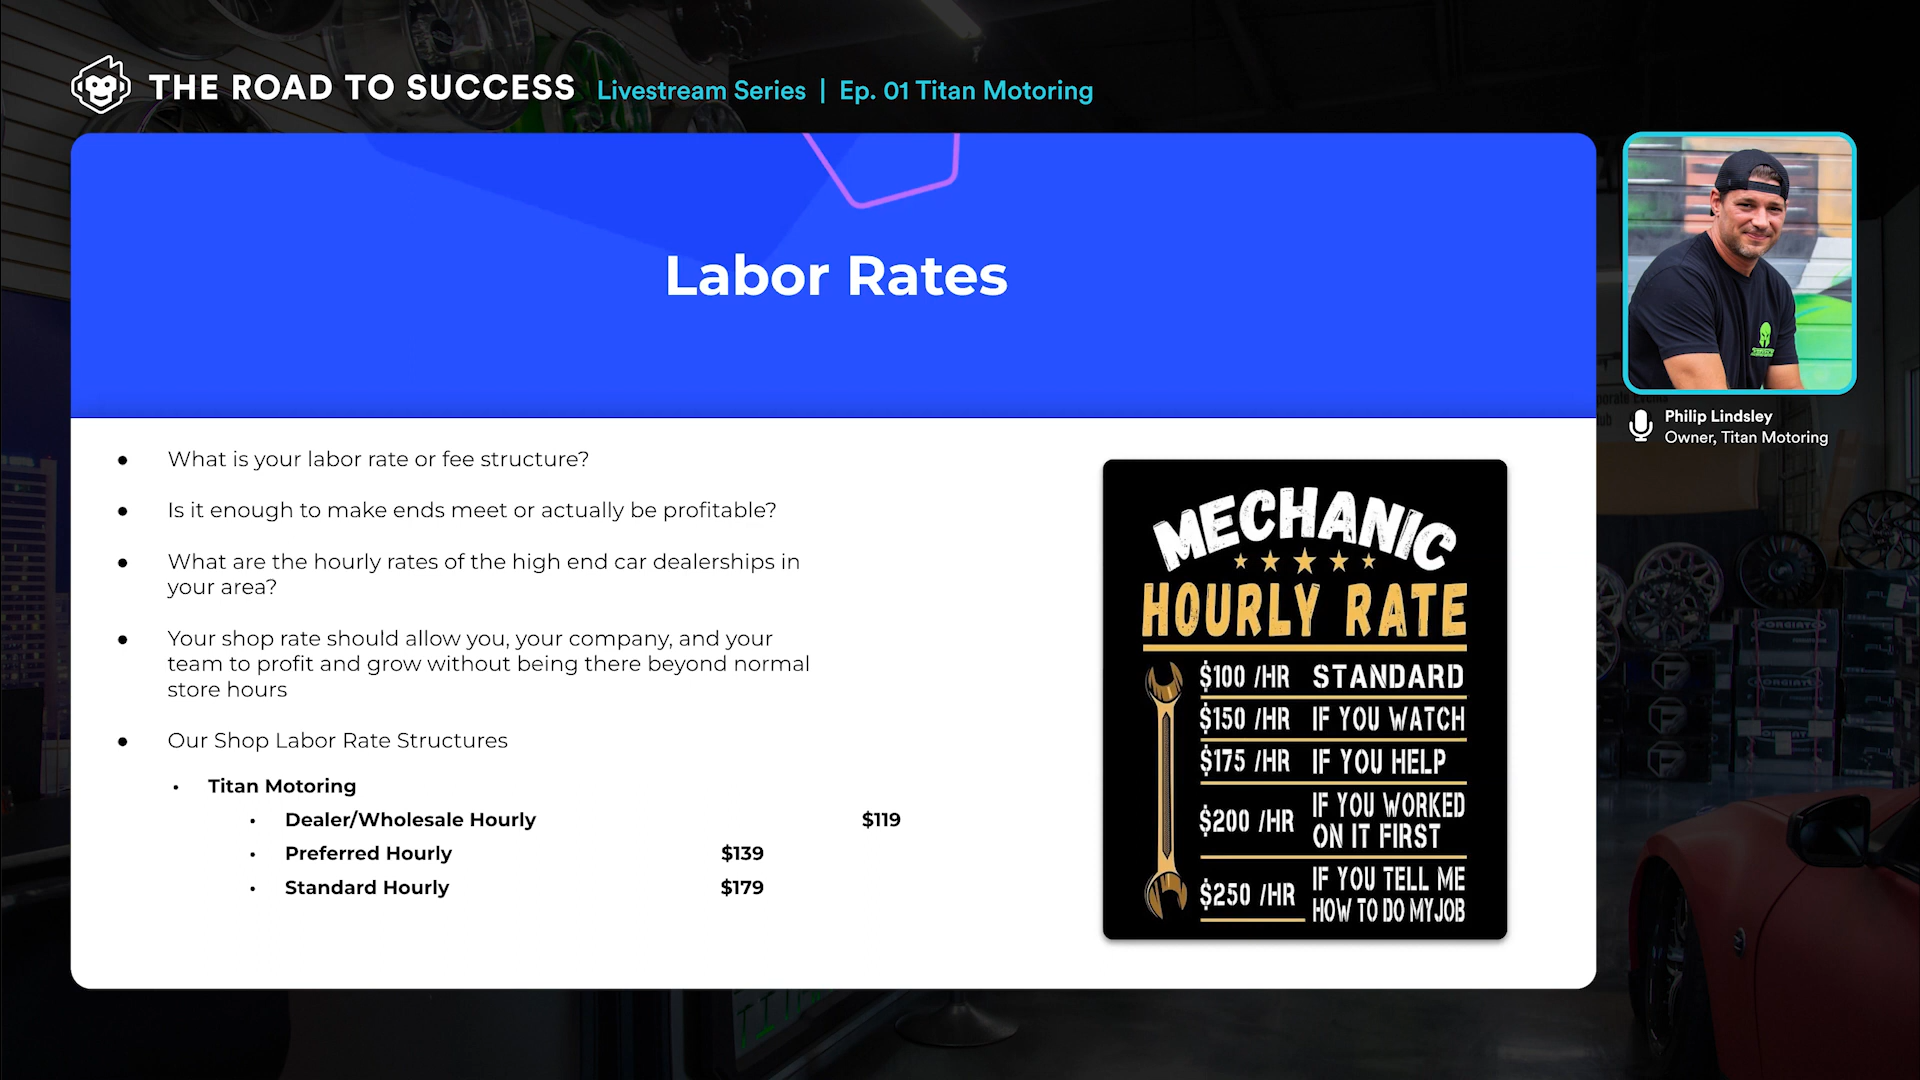 THE ROAD TO SUCCESS Livestream Series | Ep. 01 Titan Motoring
Labor Rates
Philip Lindsley
Owner, Titan Motoring
● What is your labor rate or fee structure?
● Is it enough to make ends meet or actually be profitable?
● What are the hourly rates of the high end car dealerships in
your area?
● Your shop rate should allow you, your company, and your
team to profit and grow without being there beyond normal
store hours
● Our Shop Labor Rate Structures
• Titan Motoring
• Dealer/Wholesale Hourly $119
• Preferred Hourly $139
• Standard Hourly $179
MECHANIC
HOURLY RATE
$100 /HR STANDARD
$150 /HR IF YOU WATCH
$175 /HR IF YOU HELP
$200 /HR IF YOU WORKED
ON IT FIRST
$250 /HR IF YOU TELL ME
HOW TO DO MY JOB